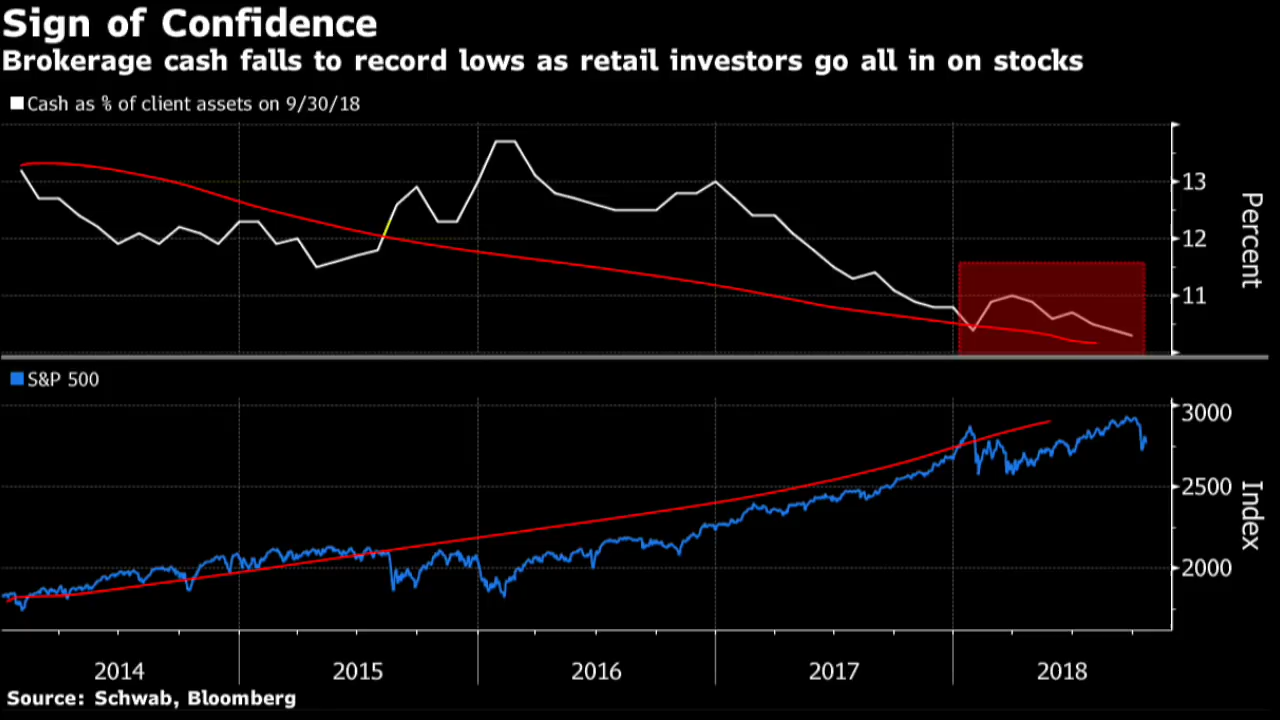 Sign of Confidence
Brokerage cash falls to record lows as retail investors go all in on stocks
Cash as % of client assets on 9/30/18
13
12
11
Percent
S&P 500
3000
2500
2000
Index
2014 2015 2016 2017 2018
Source: Schwab, Bloomberg